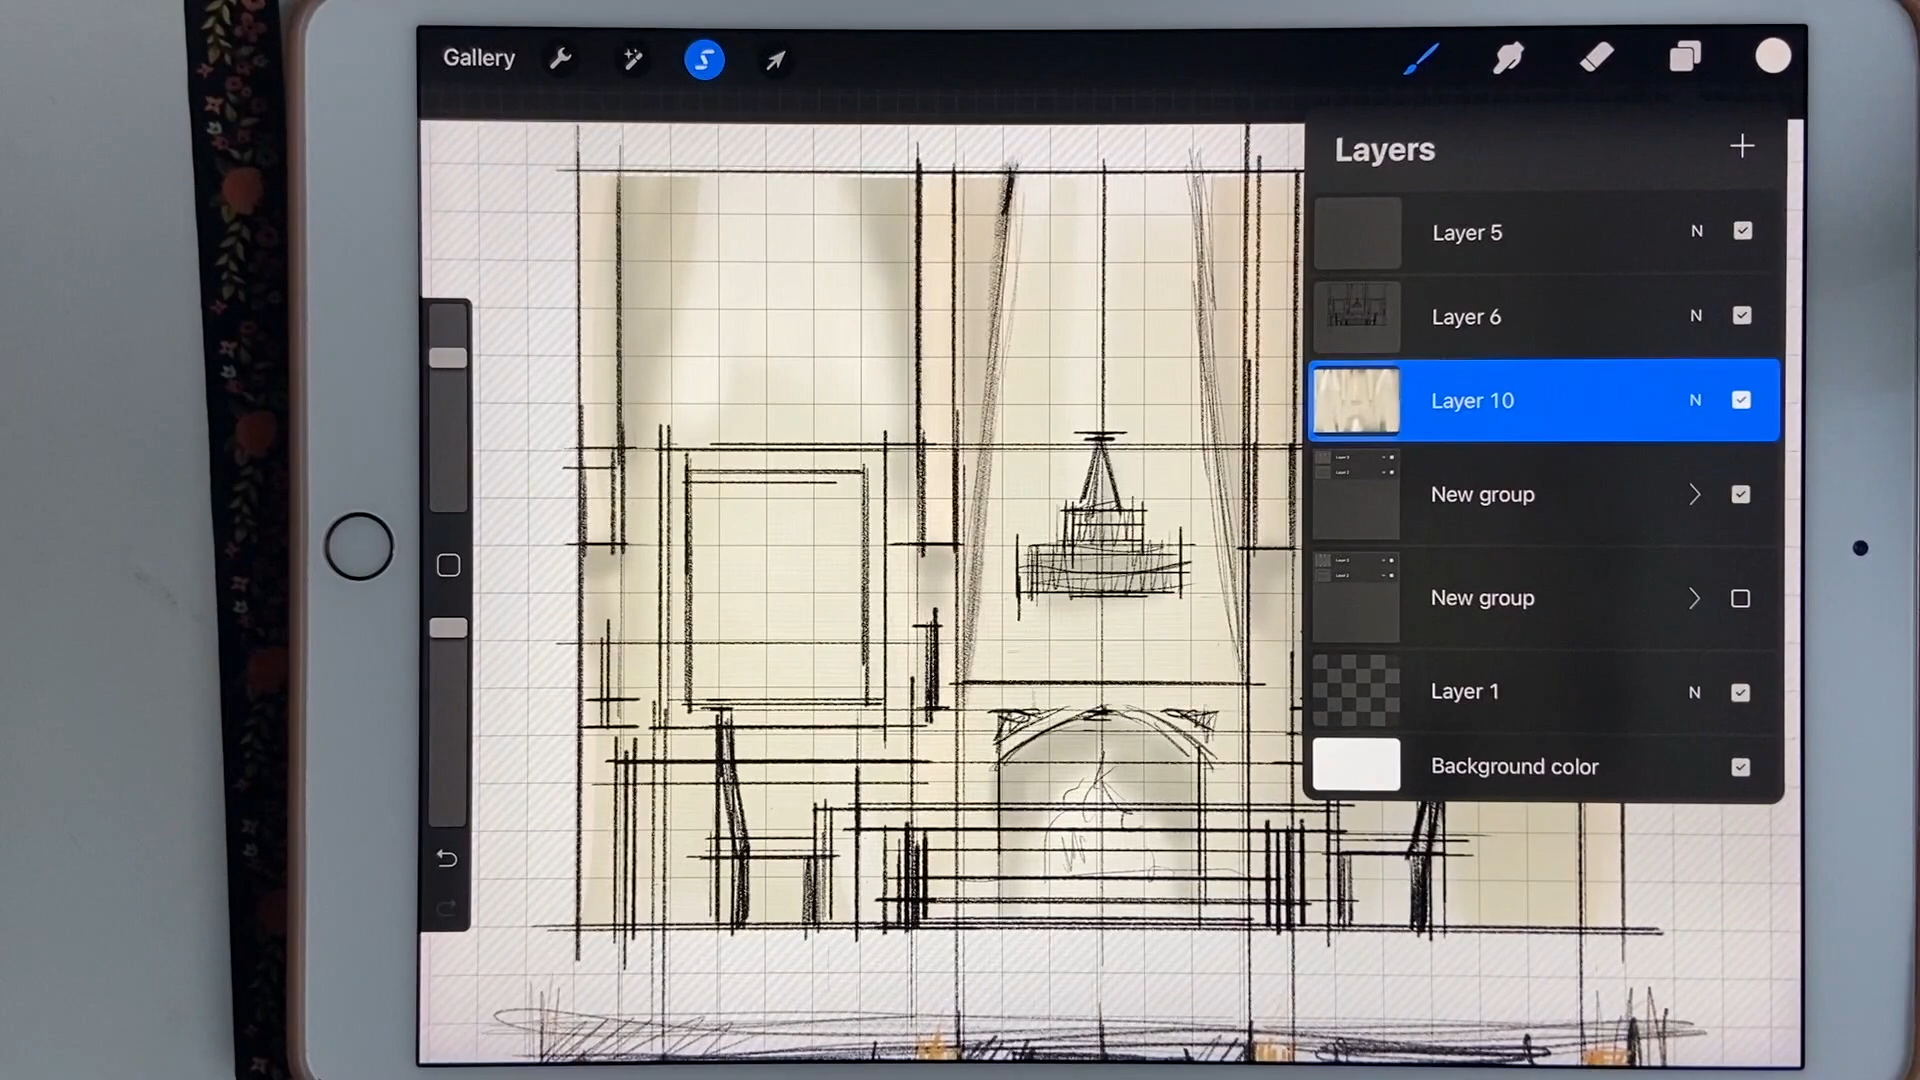 Gallery
Layers
Layer 5
N
Layer 6
N
Layer 10
N
New group
New group
Layer 1
N
Background color